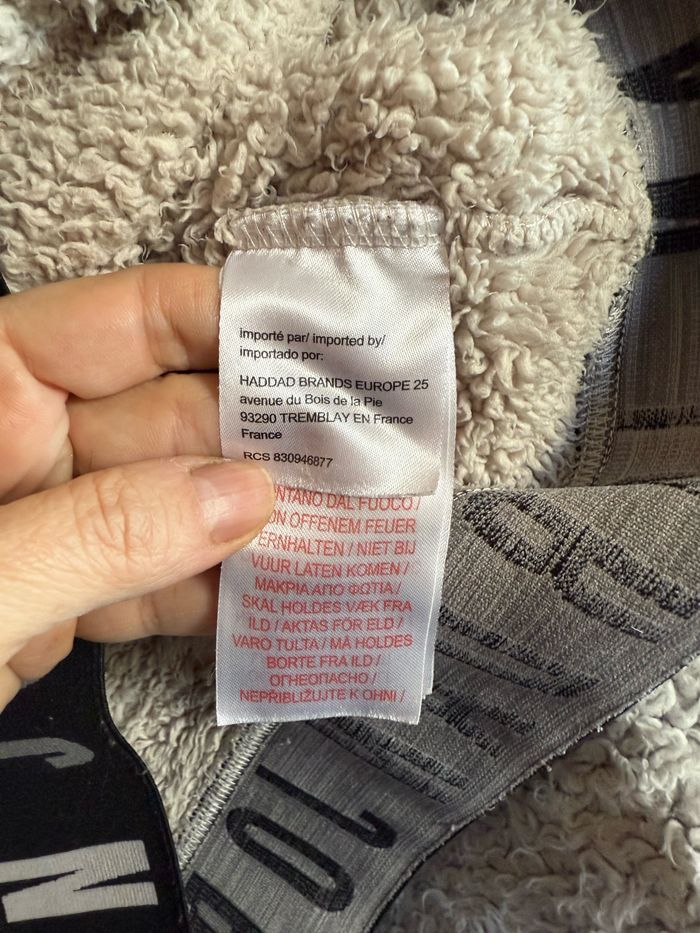 importé par/ imported by/
importado por:
HADDAD BRANDS EUROPE 25
avenue du Bois de la Pie
93290 TREMBLAY EN France
France
RCS 830946877
NTANO DAL FUOCO /
N OFFENEM FEUER
ERNHALTEN / NIET BIJ
VUUR LATEN KOMEN /
ΜΑΚΡΙΑ ΑΠΟ ΦΩΤΙΑ /
SKAL HOLDES VÆK FRA
ILD / AKTAS FÖR ELD /
VARO TULTA / MÅ HOLDES
BORTE FRA ILD /
ОГНЕОПАСНО /
NEPŘIBLIŽUJTE K OHNI /
JO
N